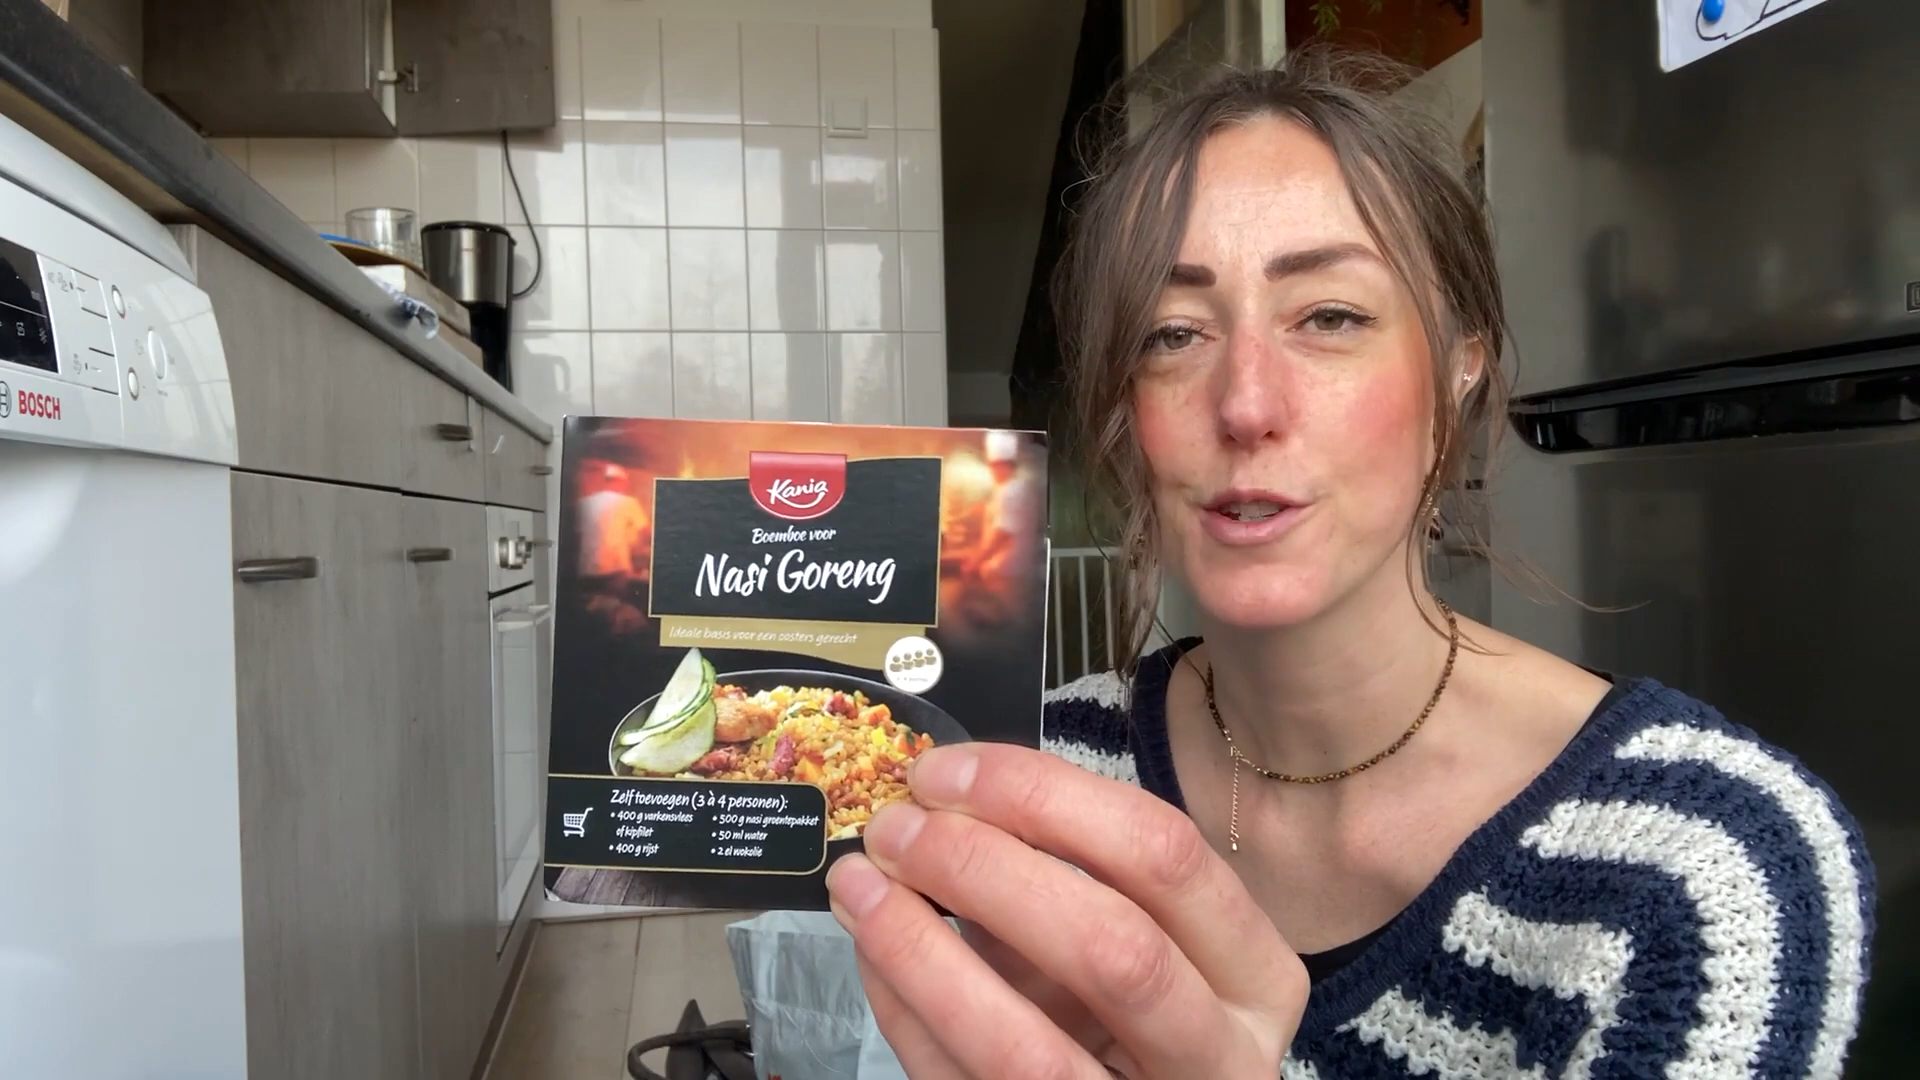 BOSCH
Kania
Boemboe voor
Nasi Goreng
Ideale basis voor een oosters gerecht
Zelf toevoegen (3 à 4 personen):
• 400 g varkensvlees
of kipfilet
• 400 g rijst
• 500 g nasi groentepakket
• 50 ml water
• 2 el wokolie